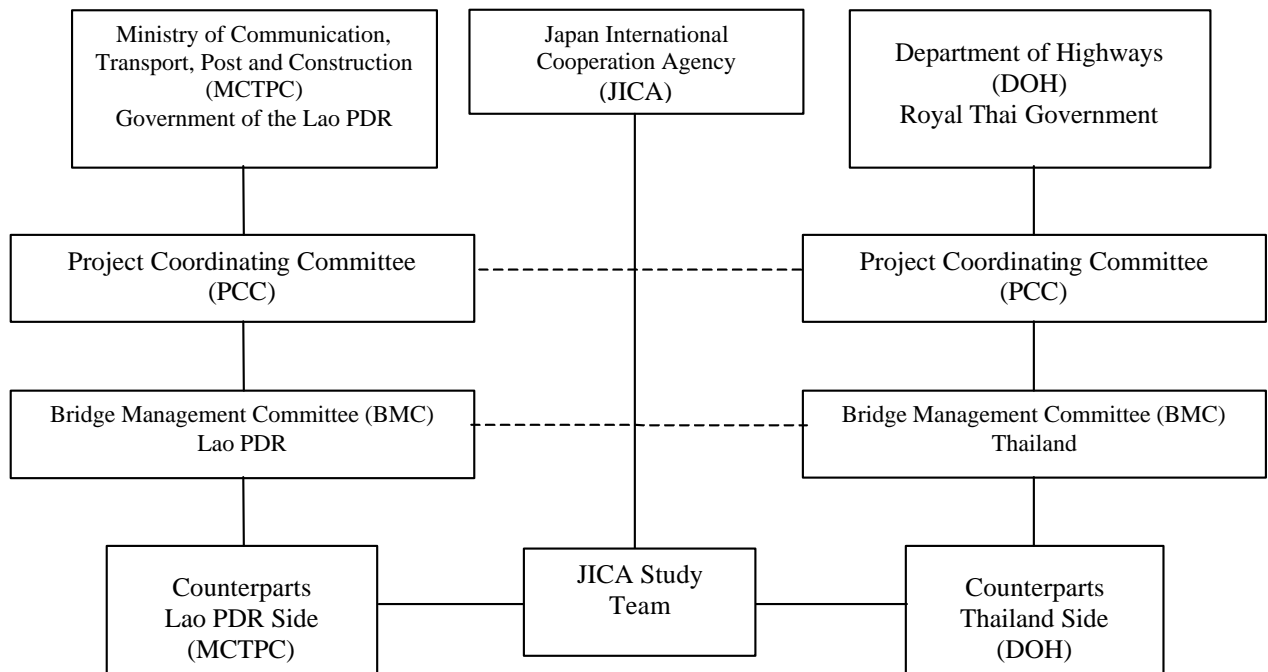 Ministry of Communication,
Transport, Post and Construction
(MCTPC)
Government of the Lao PDR
Japan International
Cooperation Agency
(JICA)
Department of Highways
(DOH)
Royal Thai Government
Project Coordinating Committee
(PCC)
Project Coordinating Committee
(PCC)
Bridge Management Committee (BMC)
Lao PDR
Bridge Management Committee (BMC)
Thailand
Counterparts
Lao PDR Side
(MCTPC)
JICA Study
Team
Counterparts
Thailand Side
(DOH)